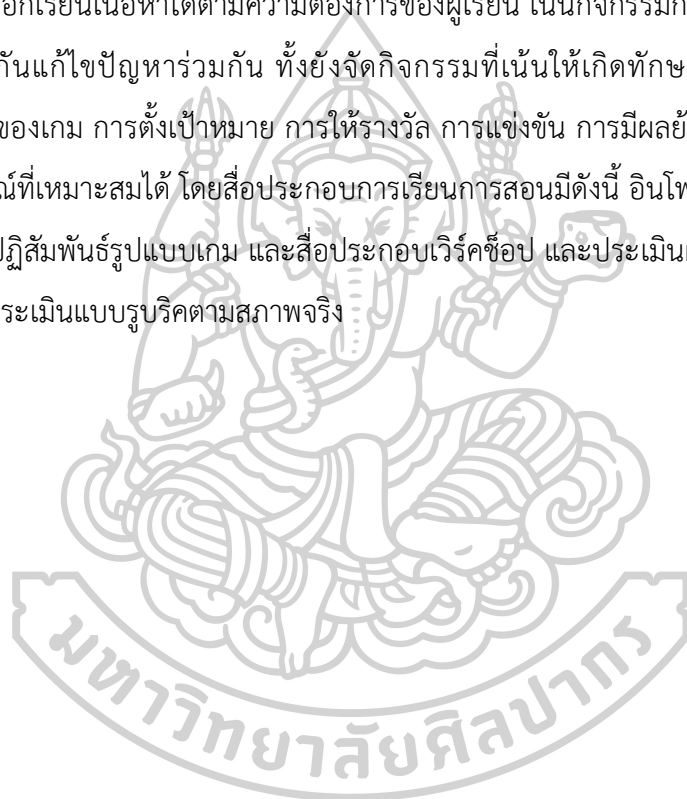 อกเรียนเนื้อหาได้ตามความต้องการของผู้เรียน เน้นกิจกรรมก
กันแก้ไขปัญหาร่วมกัน ทั้งยังจัดกิจกรรมที่เน้นให้เกิดทักษ
ของเกม การตั้งเป้าหมาย การให้รางวัล การแข่งขัน การมีผลย้
ณ์ที่เหมาะสมได้ โดยสื่อประกอบการเรียนการสอนมีดังนี้ อินโฟ
ปฏิสัมพันธ์รูปแบบเกม และสื่อประกอบเวิร์คช็อป และประเมิน
ระเมินแบบรูบริคตามสภาพจริง
มหาวิทยาลัยศิลปากร